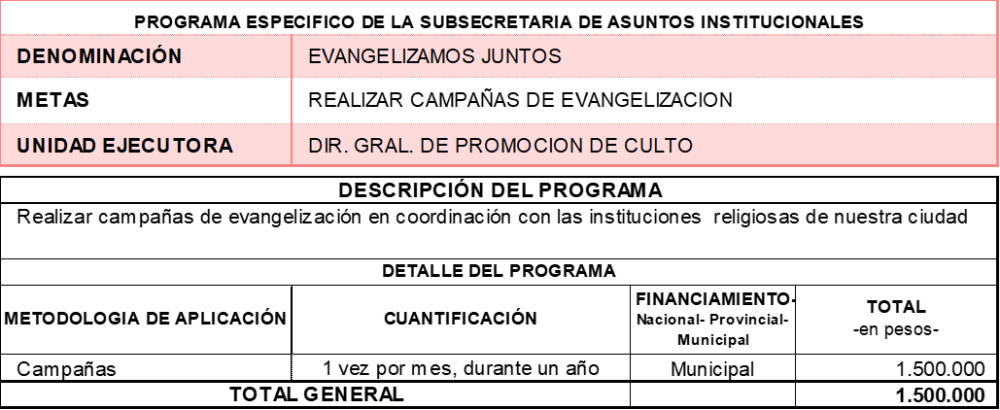 PROGRAMA ESPECIFICO DE LA SUBSECRETARIA DE ASUNTOS INSTITUCIONALES
DENOMINACIÓN EVANGELIZAMOS JUNTOS
METAS REALIZAR CAMPAÑAS DE EVANGELIZACION
UNIDAD EJECUTORA DIR. GRAL. DE PROMOCION DE CULTO
DESCRIPCIÓN DEL PROGRAMA
Realizar campañas de evangelización en coordinación con las instituciones religiosas de nuestra ciudad
DETALLE DEL PROGRAMA
METODOLOGIA DE APLICACIÓN
CUANTIFICACIÓN
FINANCIAMIENTO-
Nacional- Provincial-
Municipal
TOTAL
-en pesos-
Campañas 1 vez por mes, durante un año Municipal 1.500.000
TOTAL GENERAL 1.500.000